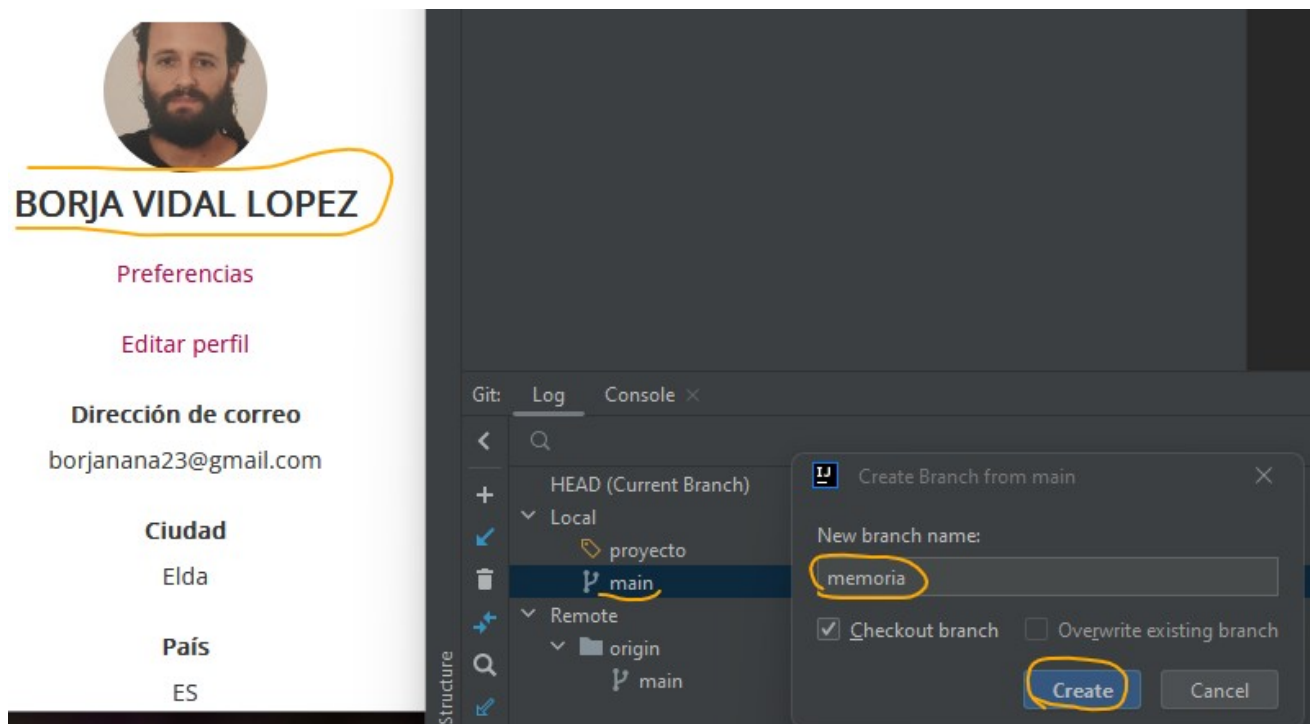 BORJA VIDAL LOPEZ
Preferencias
Editar perfil
Dirección de correo
borjanana23@gmail.com
Ciudad
Elda
País
ES
Structure
Git: Log Console
HEAD (Current Branch)
Local
proyecto
main
Remote
origin
main
IJ Create Branch from main
New branch name:
memoria
Checkout branch Overwrite existing branch
Create Cancel